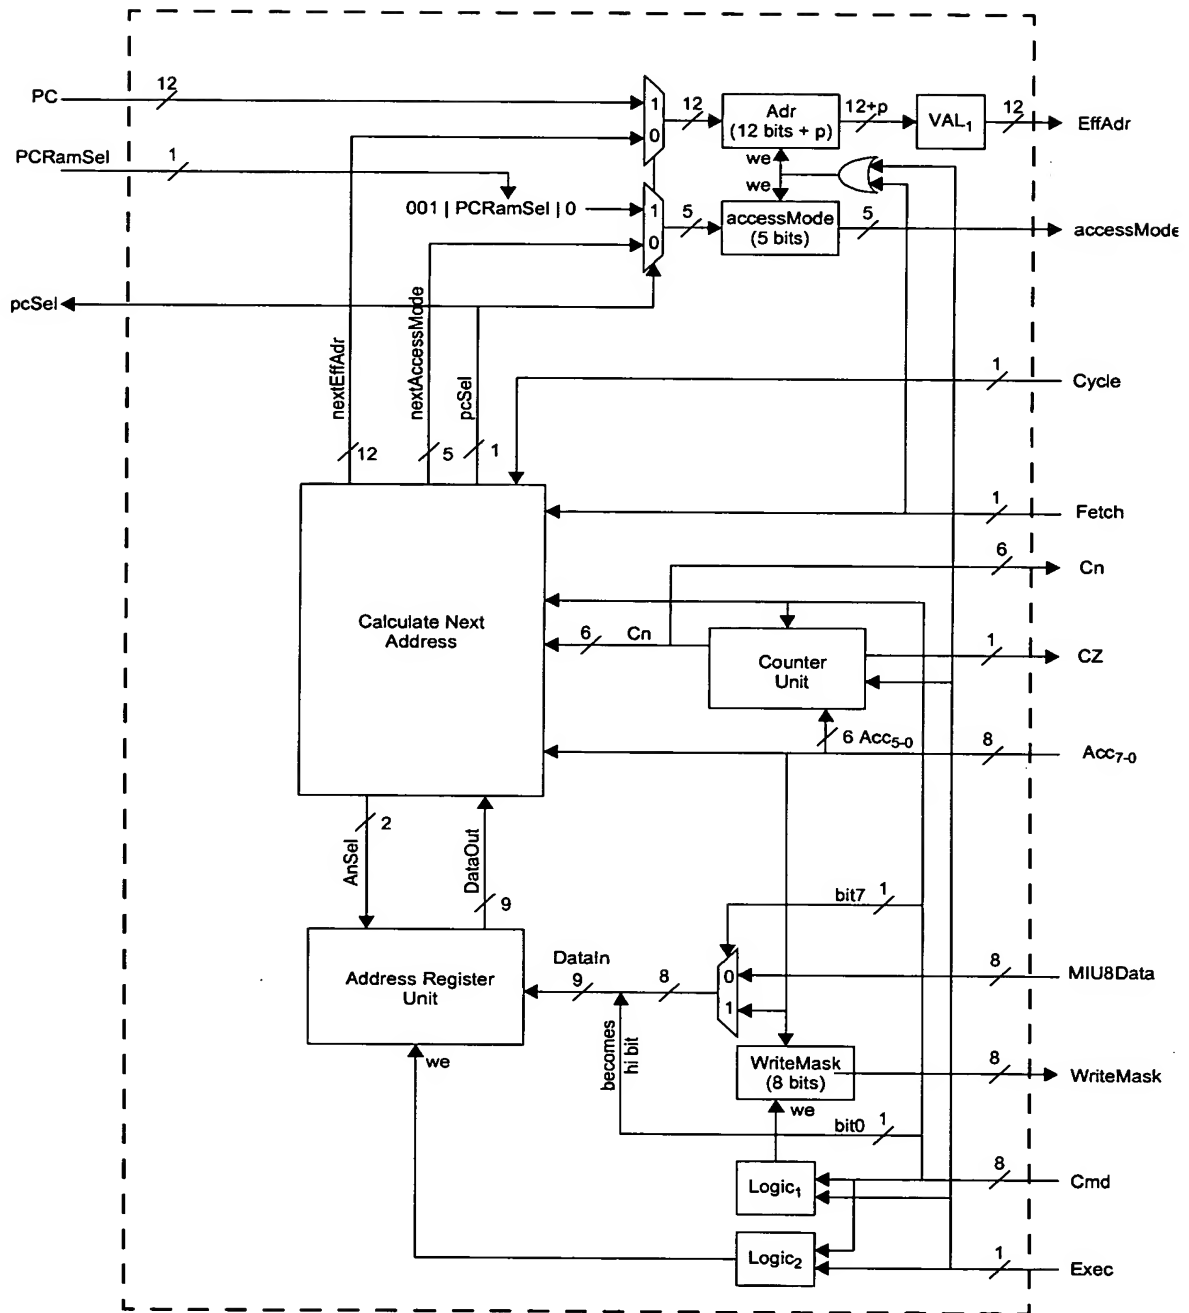 PC
12
1
0
12
Adr
(12 bits + p)
12+p
VAL1
12
EffAdr
PCRamSel
1
we
we
001 | PCRamSel | 0
1
0
5
accessMode
(5 bits)
5
accessMode
pcSel
nextEffAdr
nextAccessMode
pcSel
12
5
1
1
Cycle
1
Fetch
6
Cn
Calculate Next
Address
6
Cn
Counter
Unit
1
CZ
6 Acc5-0
8
Acc7-0
AnSel
2
DataOut
9
bit7
1
Address Register
Unit
DataIn
9
8
0
1
8
MIU8Data
becomes
hi bit
we
WriteMask
(8 bits)
8
WriteMask
we
bit0
1
Logic1
8
Cmd
Logic2
1
Exec